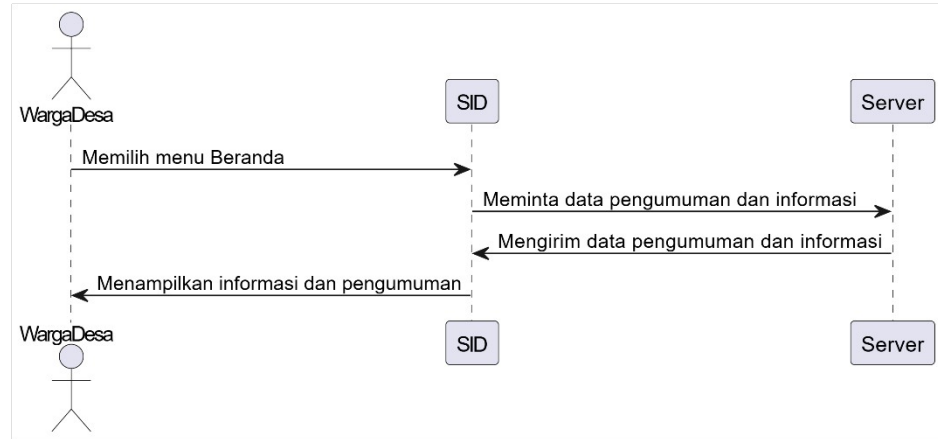 WargaDesa
SID
Server
Memilih menu Beranda
Meminta data pengumuman dan informasi
Mengirim data pengumuman dan informasi
Menampilkan informasi dan pengumuman
WargaDesa
SID
Server